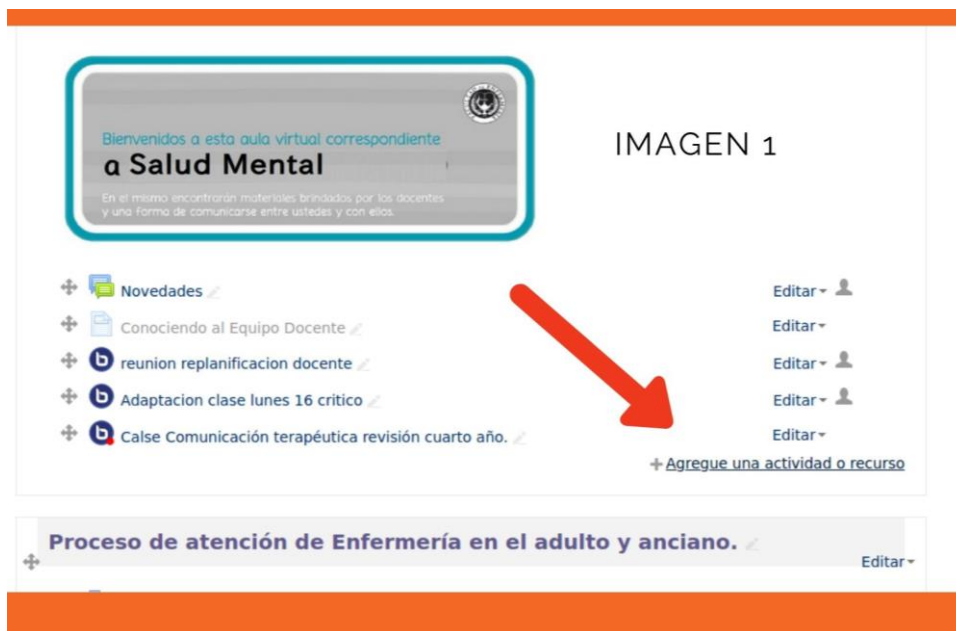 Bienvenidos a esta aula virtual correspondiente
a Salud Mental
En el mismo encontrarán materiales brindados por los docentes
y una forma de comunicarse entre ustedes y con ellos.
IMAGEN 1
Novedades Editar
Conociendo al Equipo Docente Editar
reunion replanificacion docente Editar
Adaptacion clase lunes 16 critico Editar
Calse Comunicación terapéutica revisión cuarto año. Editar
Agregue una actividad o recurso
Proceso de atención de Enfermería en el adulto y anciano.
Editar